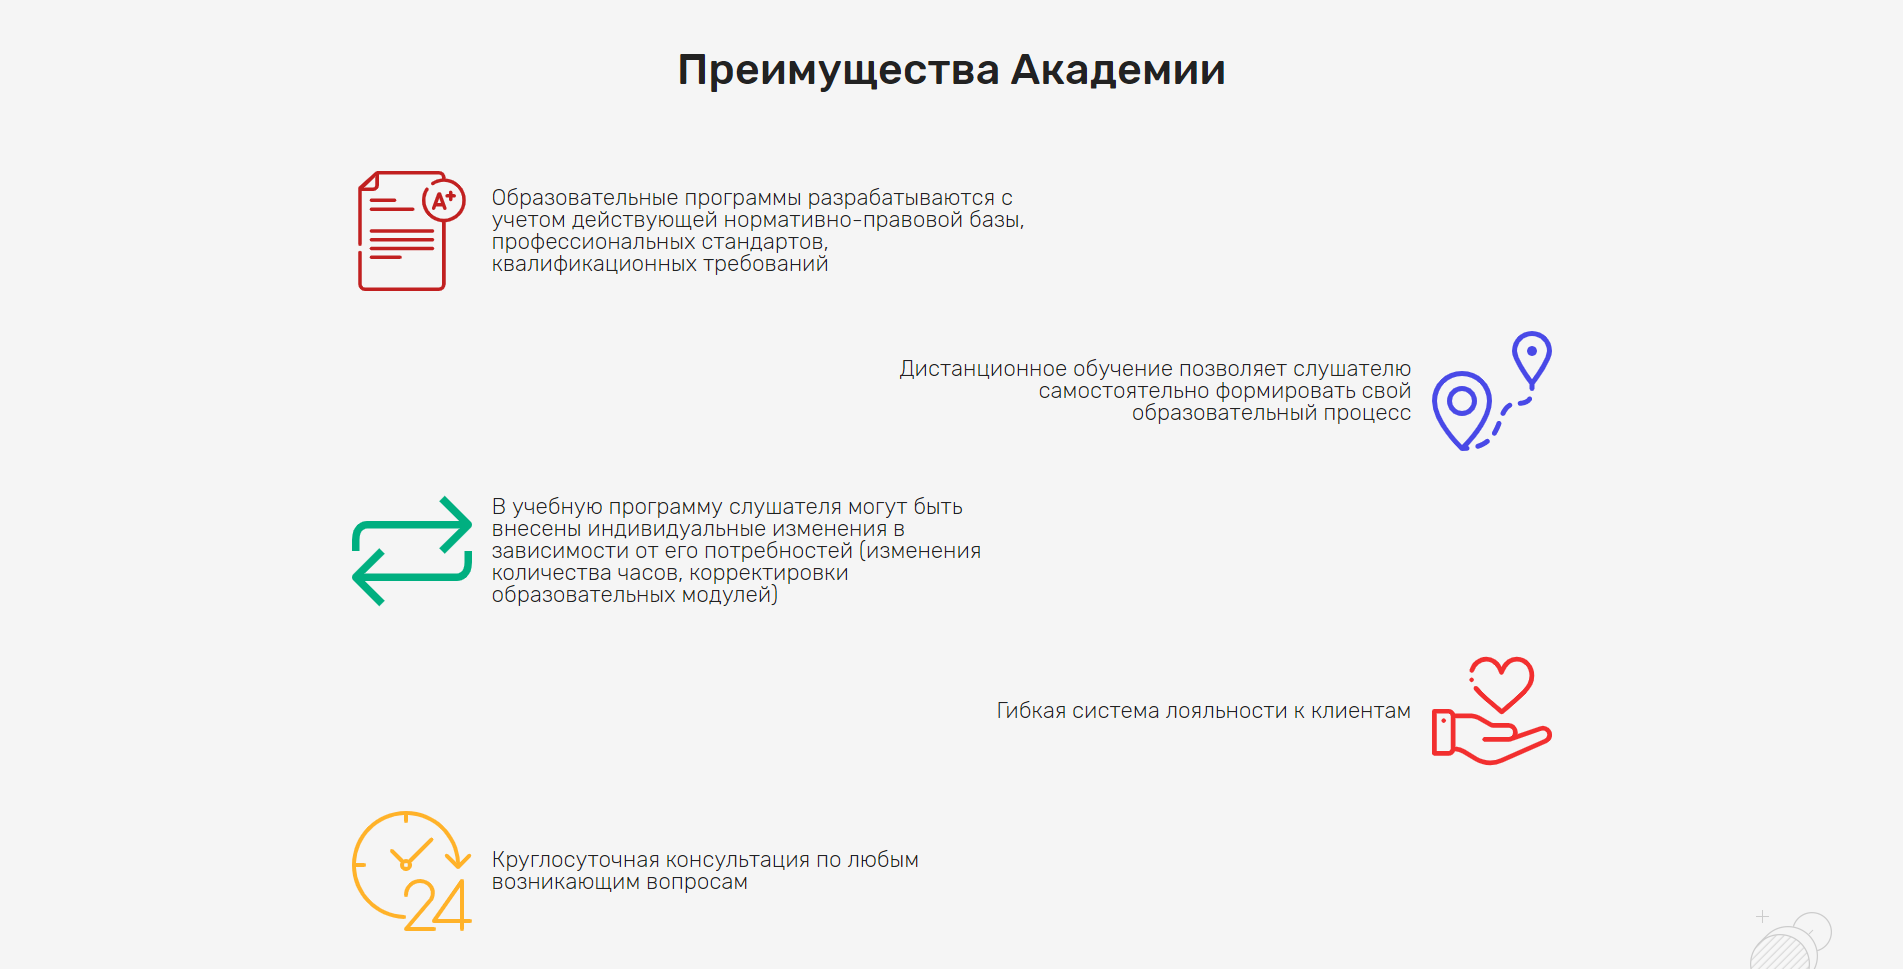 Преимущества Академии
A+
Образовательные программы разрабатываются с
учетом действующей нормативно-правовой базы,
профессиональных стандартов,
квалификационных требований
Дистанционное обучение позволяет слушателю
самостоятельно формировать свой
образовательный процесс
В учебную программу слушателя могут быть
внесены индивидуальные изменения в
зависимости от его потребностей (изменения
количества часов, корректировки
образовательных модулей)
Гибкая система лояльности к клиентам
Круглосуточная консультация по любым
возникающим вопросам
24